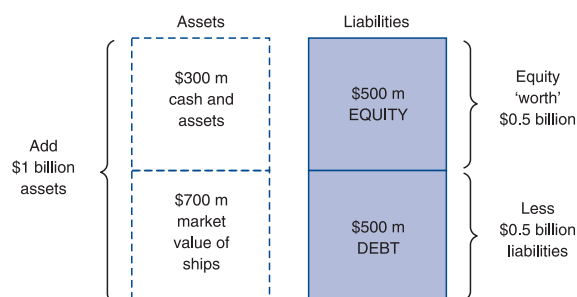 Assets
Liabilities
Add
$1 billion
assets
$300 m
cash and
assets
$700 m
market
value of
ships
$500 m
EQUITY
$500 m
DEBT
Equity
‘worth’
$0.5 billion
Less
$0.5 billion
liabilities